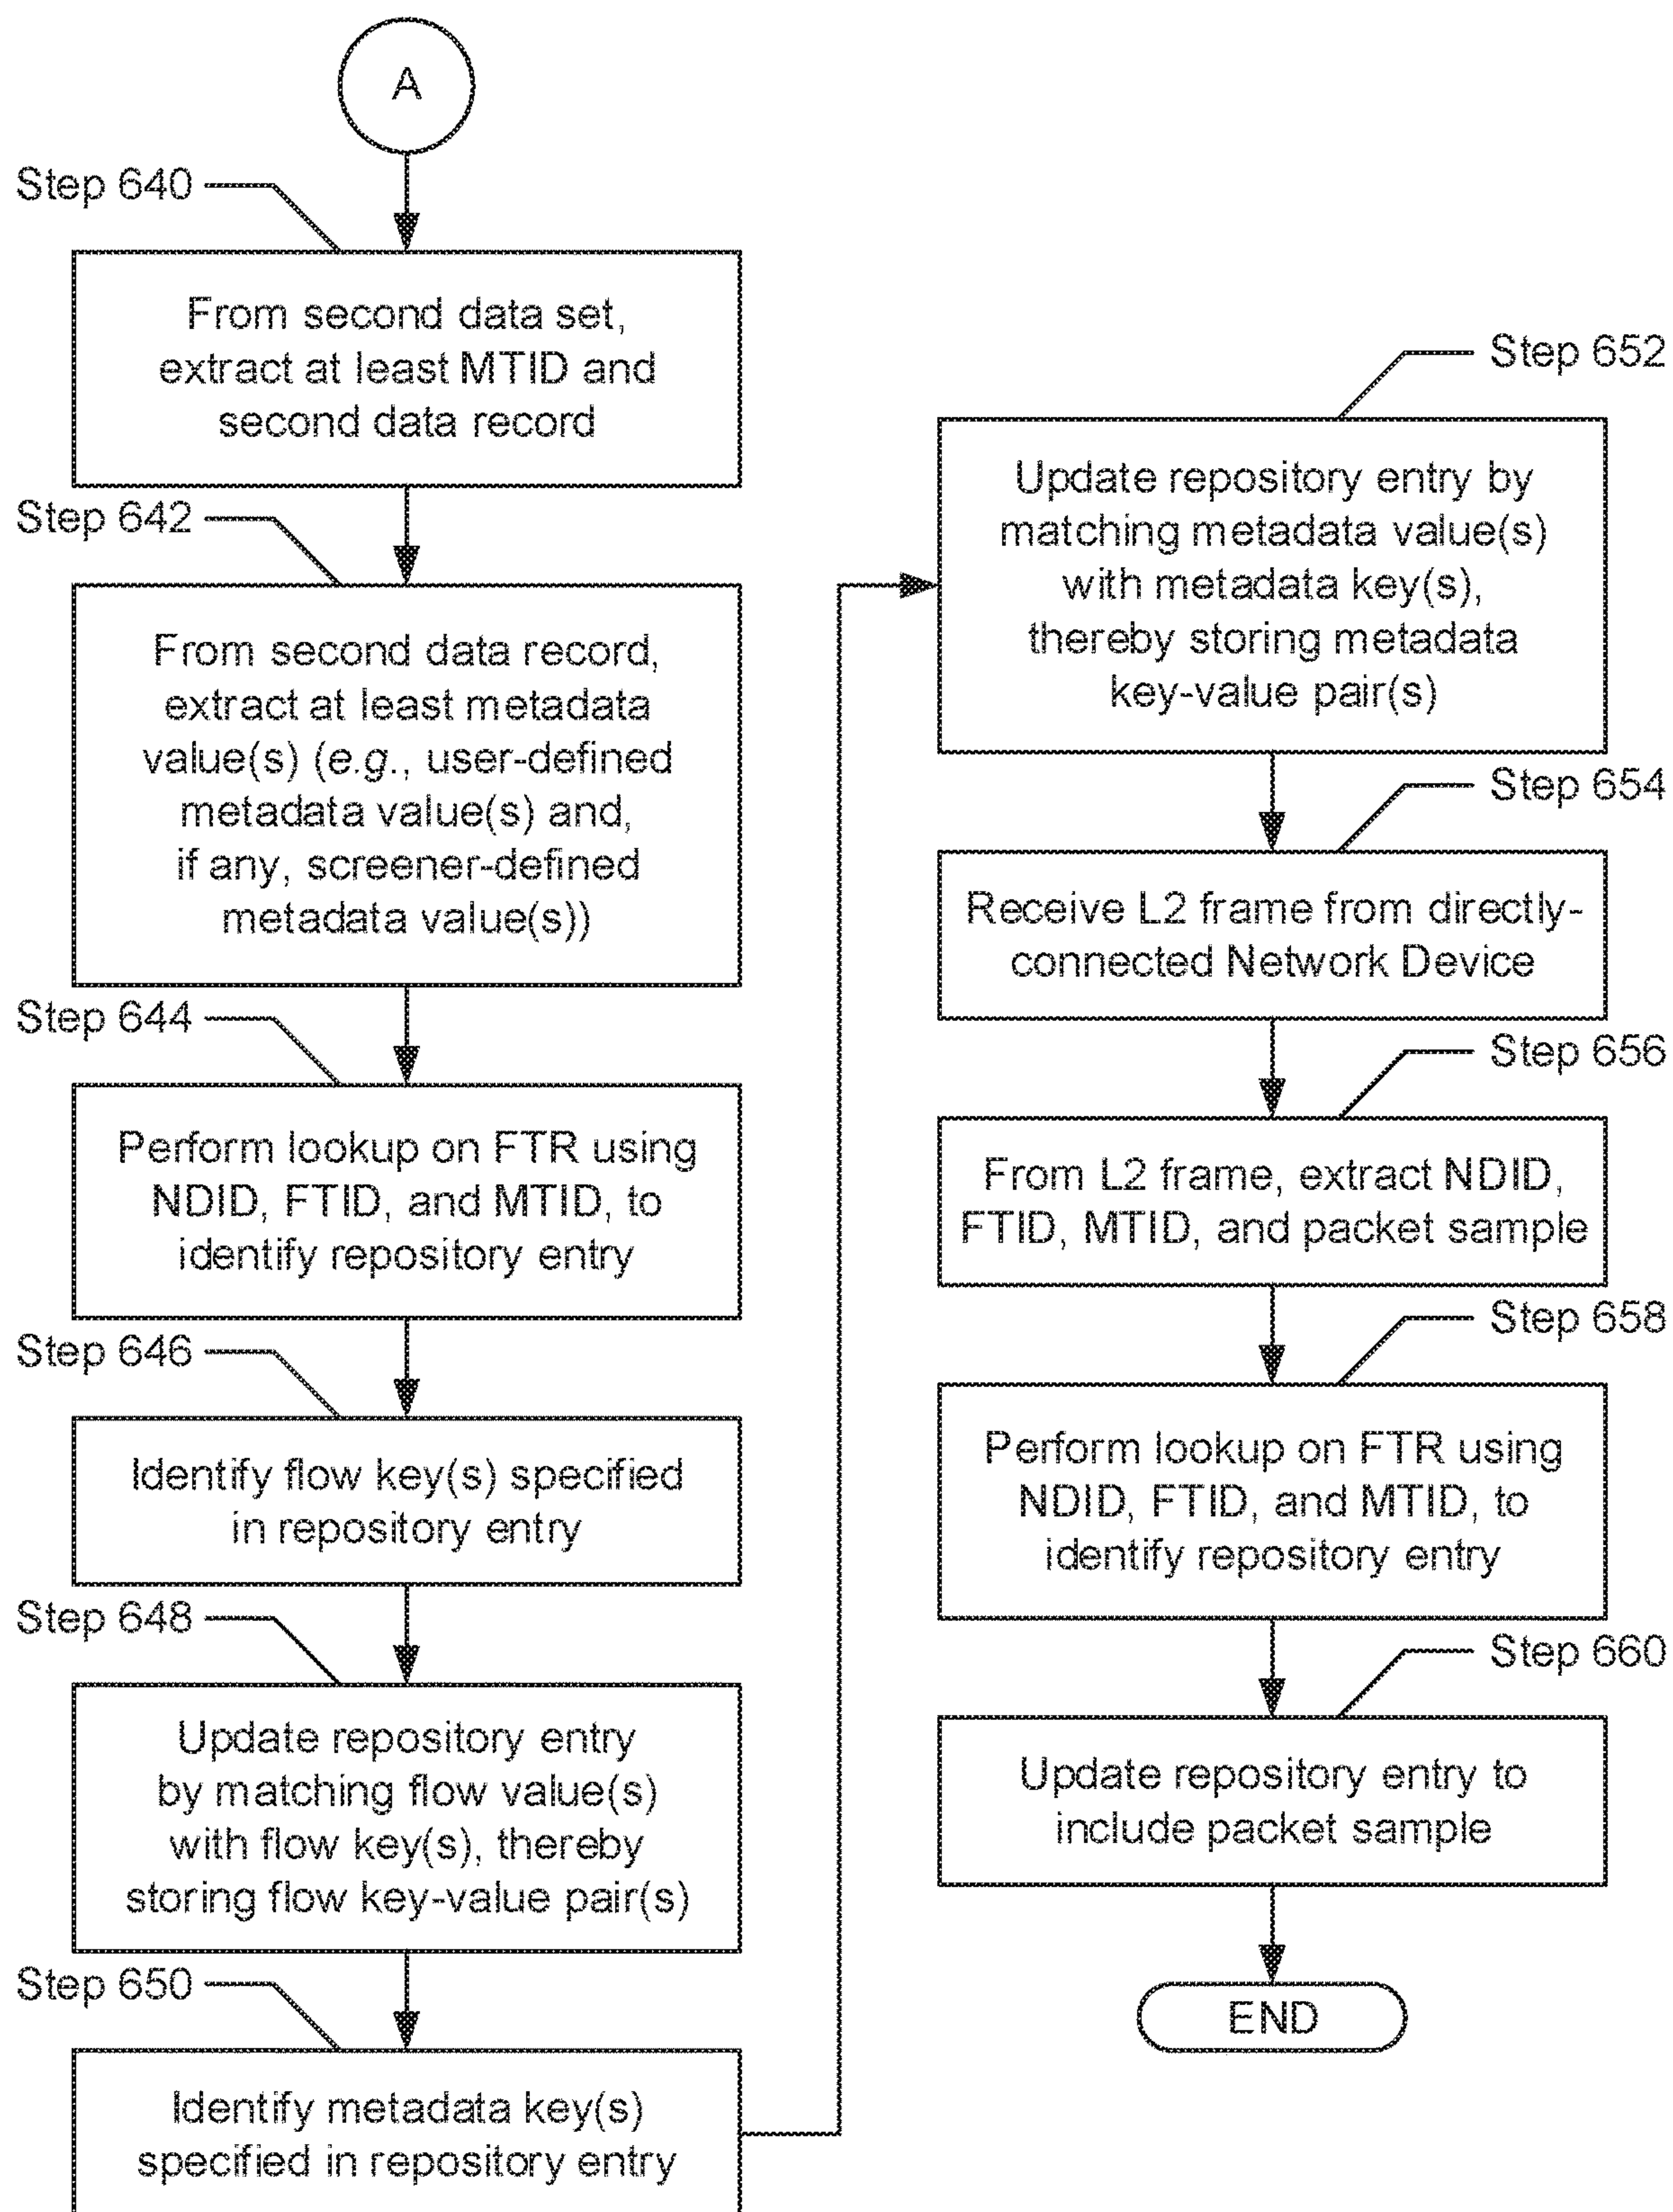 A
Step 640
From second data set,
extract at least MTID and
second data record
Step 642
From second data record,
extract at least metadata
value(s) (e.g., user-defined
metadata value(s) and,
if any, screener-defined
metadata value(s))
Step 644
Perform lookup on FTR using
NDID, FTID, and MTID, to
identify repository entry
Step 646
Identify flow key(s) specified
in repository entry
Step 648
Update repository entry
by matching flow value(s)
with flow key(s), thereby
storing flow key-value pair(s)
Step 650
Identify metadata key(s)
specified in repository entry
Step 652
Update repository entry by
matching metadata value(s)
with metadata key(s),
thereby storing metadata
key-value pair(s)
Step 654
Receive L2 frame from directly-
connected Network Device
Step 656
From L2 frame, extract NDID,
FTID, MTID, and packet sample
Step 658
Perform lookup on FTR using
NDID, FTID, and MTID, to
identify repository entry
Step 660
Update repository entry to
include packet sample
END